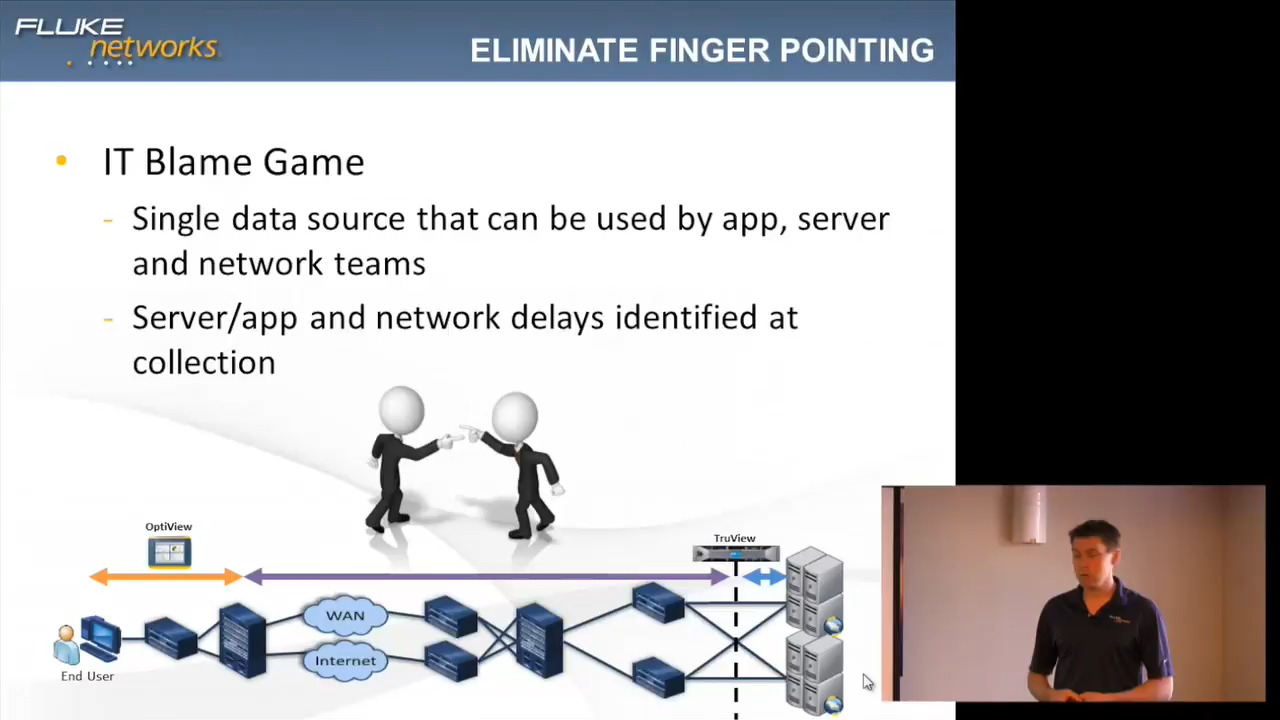 FLUKE
networks
ELIMINATE FINGER POINTING
IT Blame Game
Single data source that can be used by app, server
and network teams
Server/app and network delays identified at
collection
OptiView
TruView
WAN
Internet
End User